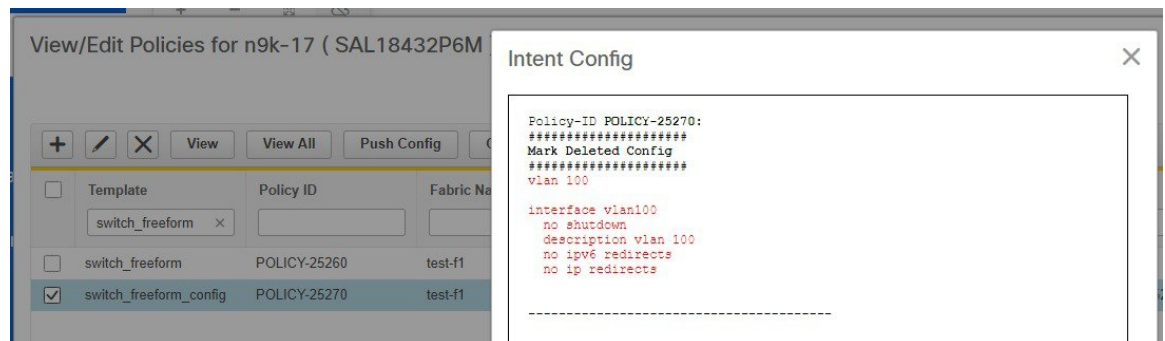 View/Edit Policies for n9k-17 ( SAL18432P6M )
+ View View All Push Config
Template Policy ID Fabric Na
switch_freeform ×
switch_freeform POLICY-25260 test-f1
switch_freeform_config POLICY-25270 test-f1
Intent Config
Policy-ID POLICY-25270:
#####################
Mark Deleted Config
#####################
vlan 100
interface vlan100
no shutdown
description vlan 100
no ipv6 redirects
no ip redirects
----------------------------------------